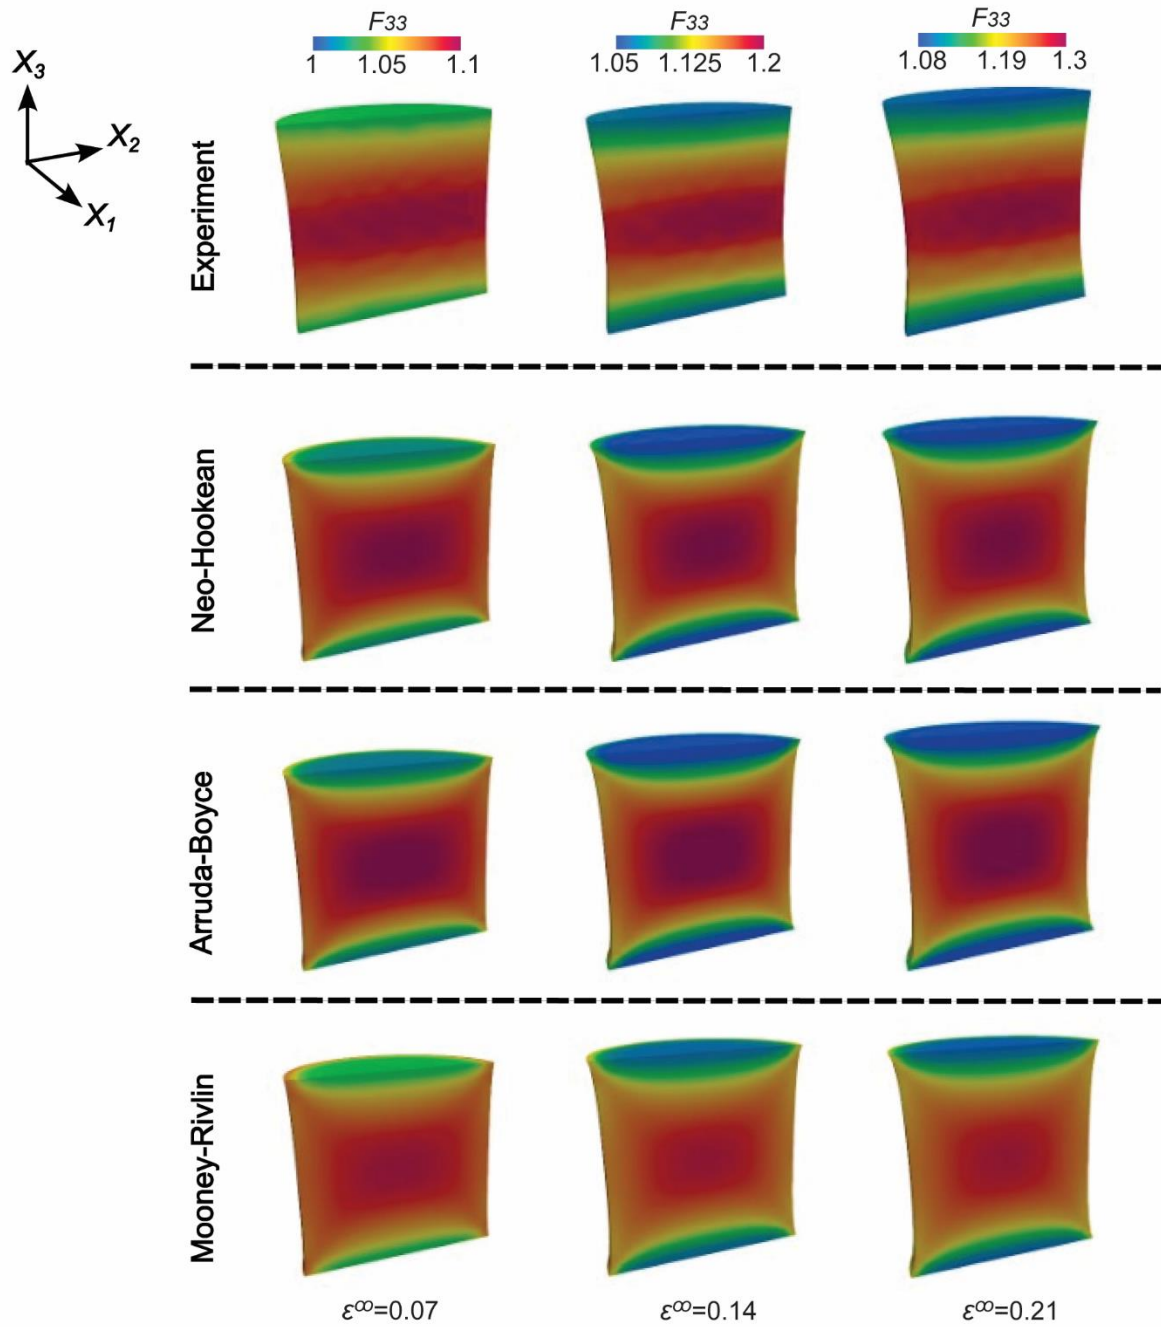 F33 F33 F33
1 1.05 1.1 1.05 1.125 1.2 1.08 1.19 1.3
X3
X2
X1
Experiment
Neo-Hookean
Arruda-Boyce
Mooney-Rivlin
ε∞=0.07 ε∞=0.14 ε∞=0.21